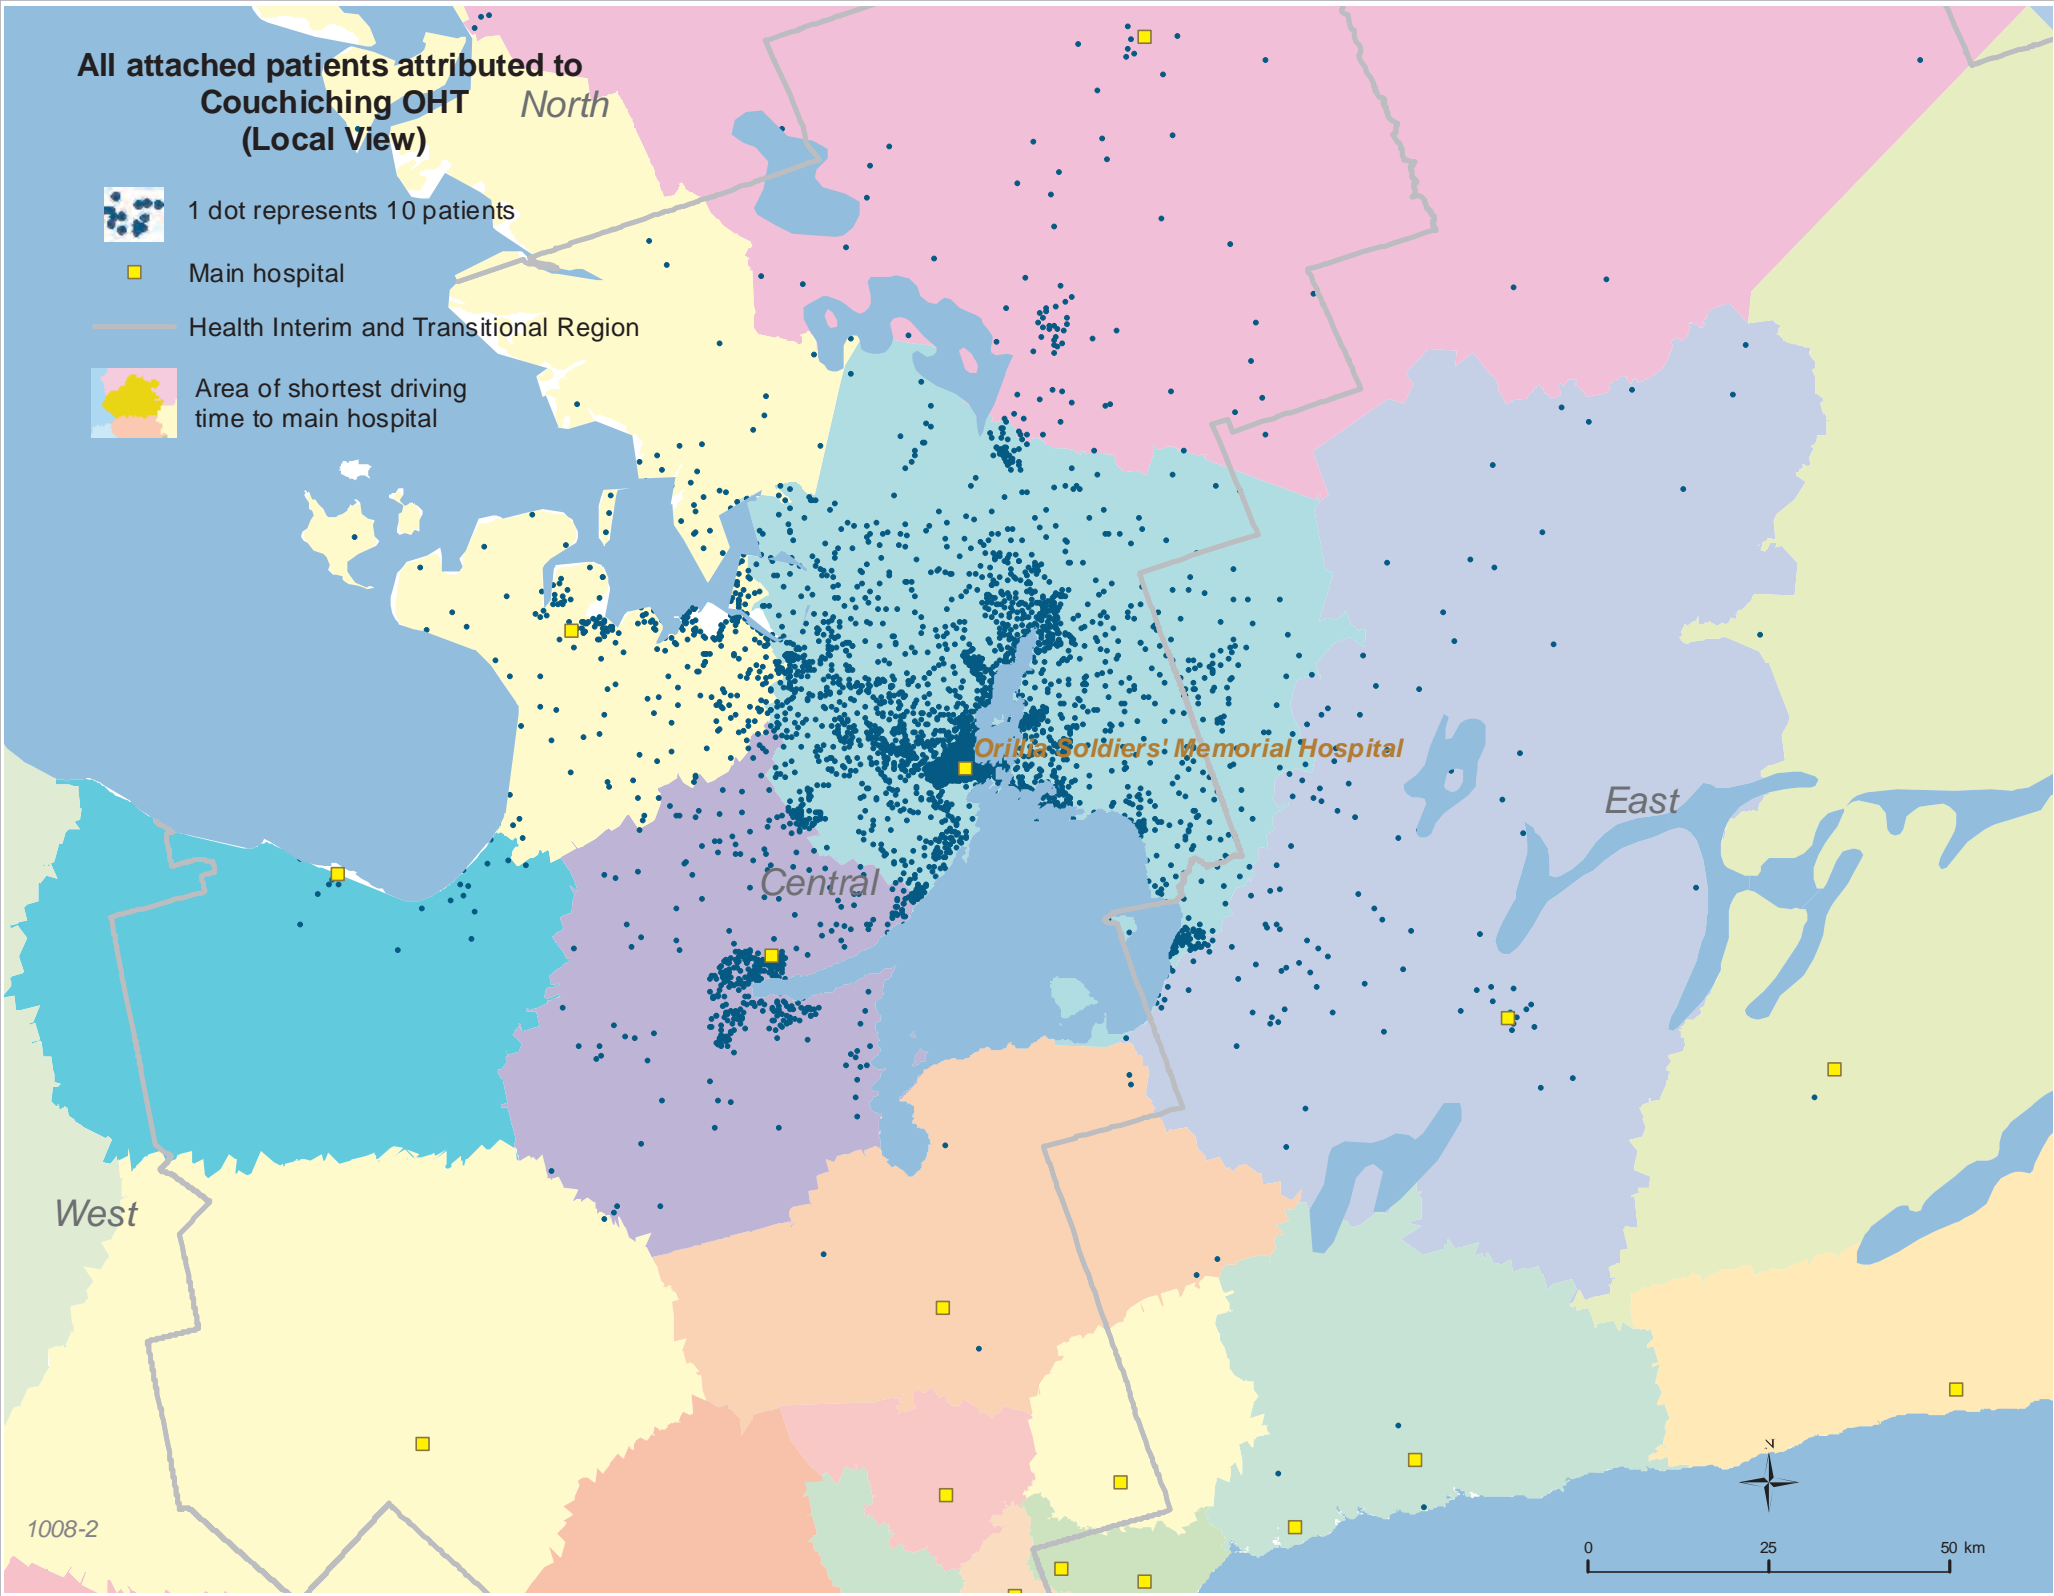 All attached patients attributed to
Couchiching OHT
(Local View)
North
1 dot represents 10 patients
Main hospital
Health Interim and Transitional Region
Area of shortest driving
time to main hospital
Orillia Soldiers' Memorial Hospital
East
Central
West
N
1008-2
0 25 50 km